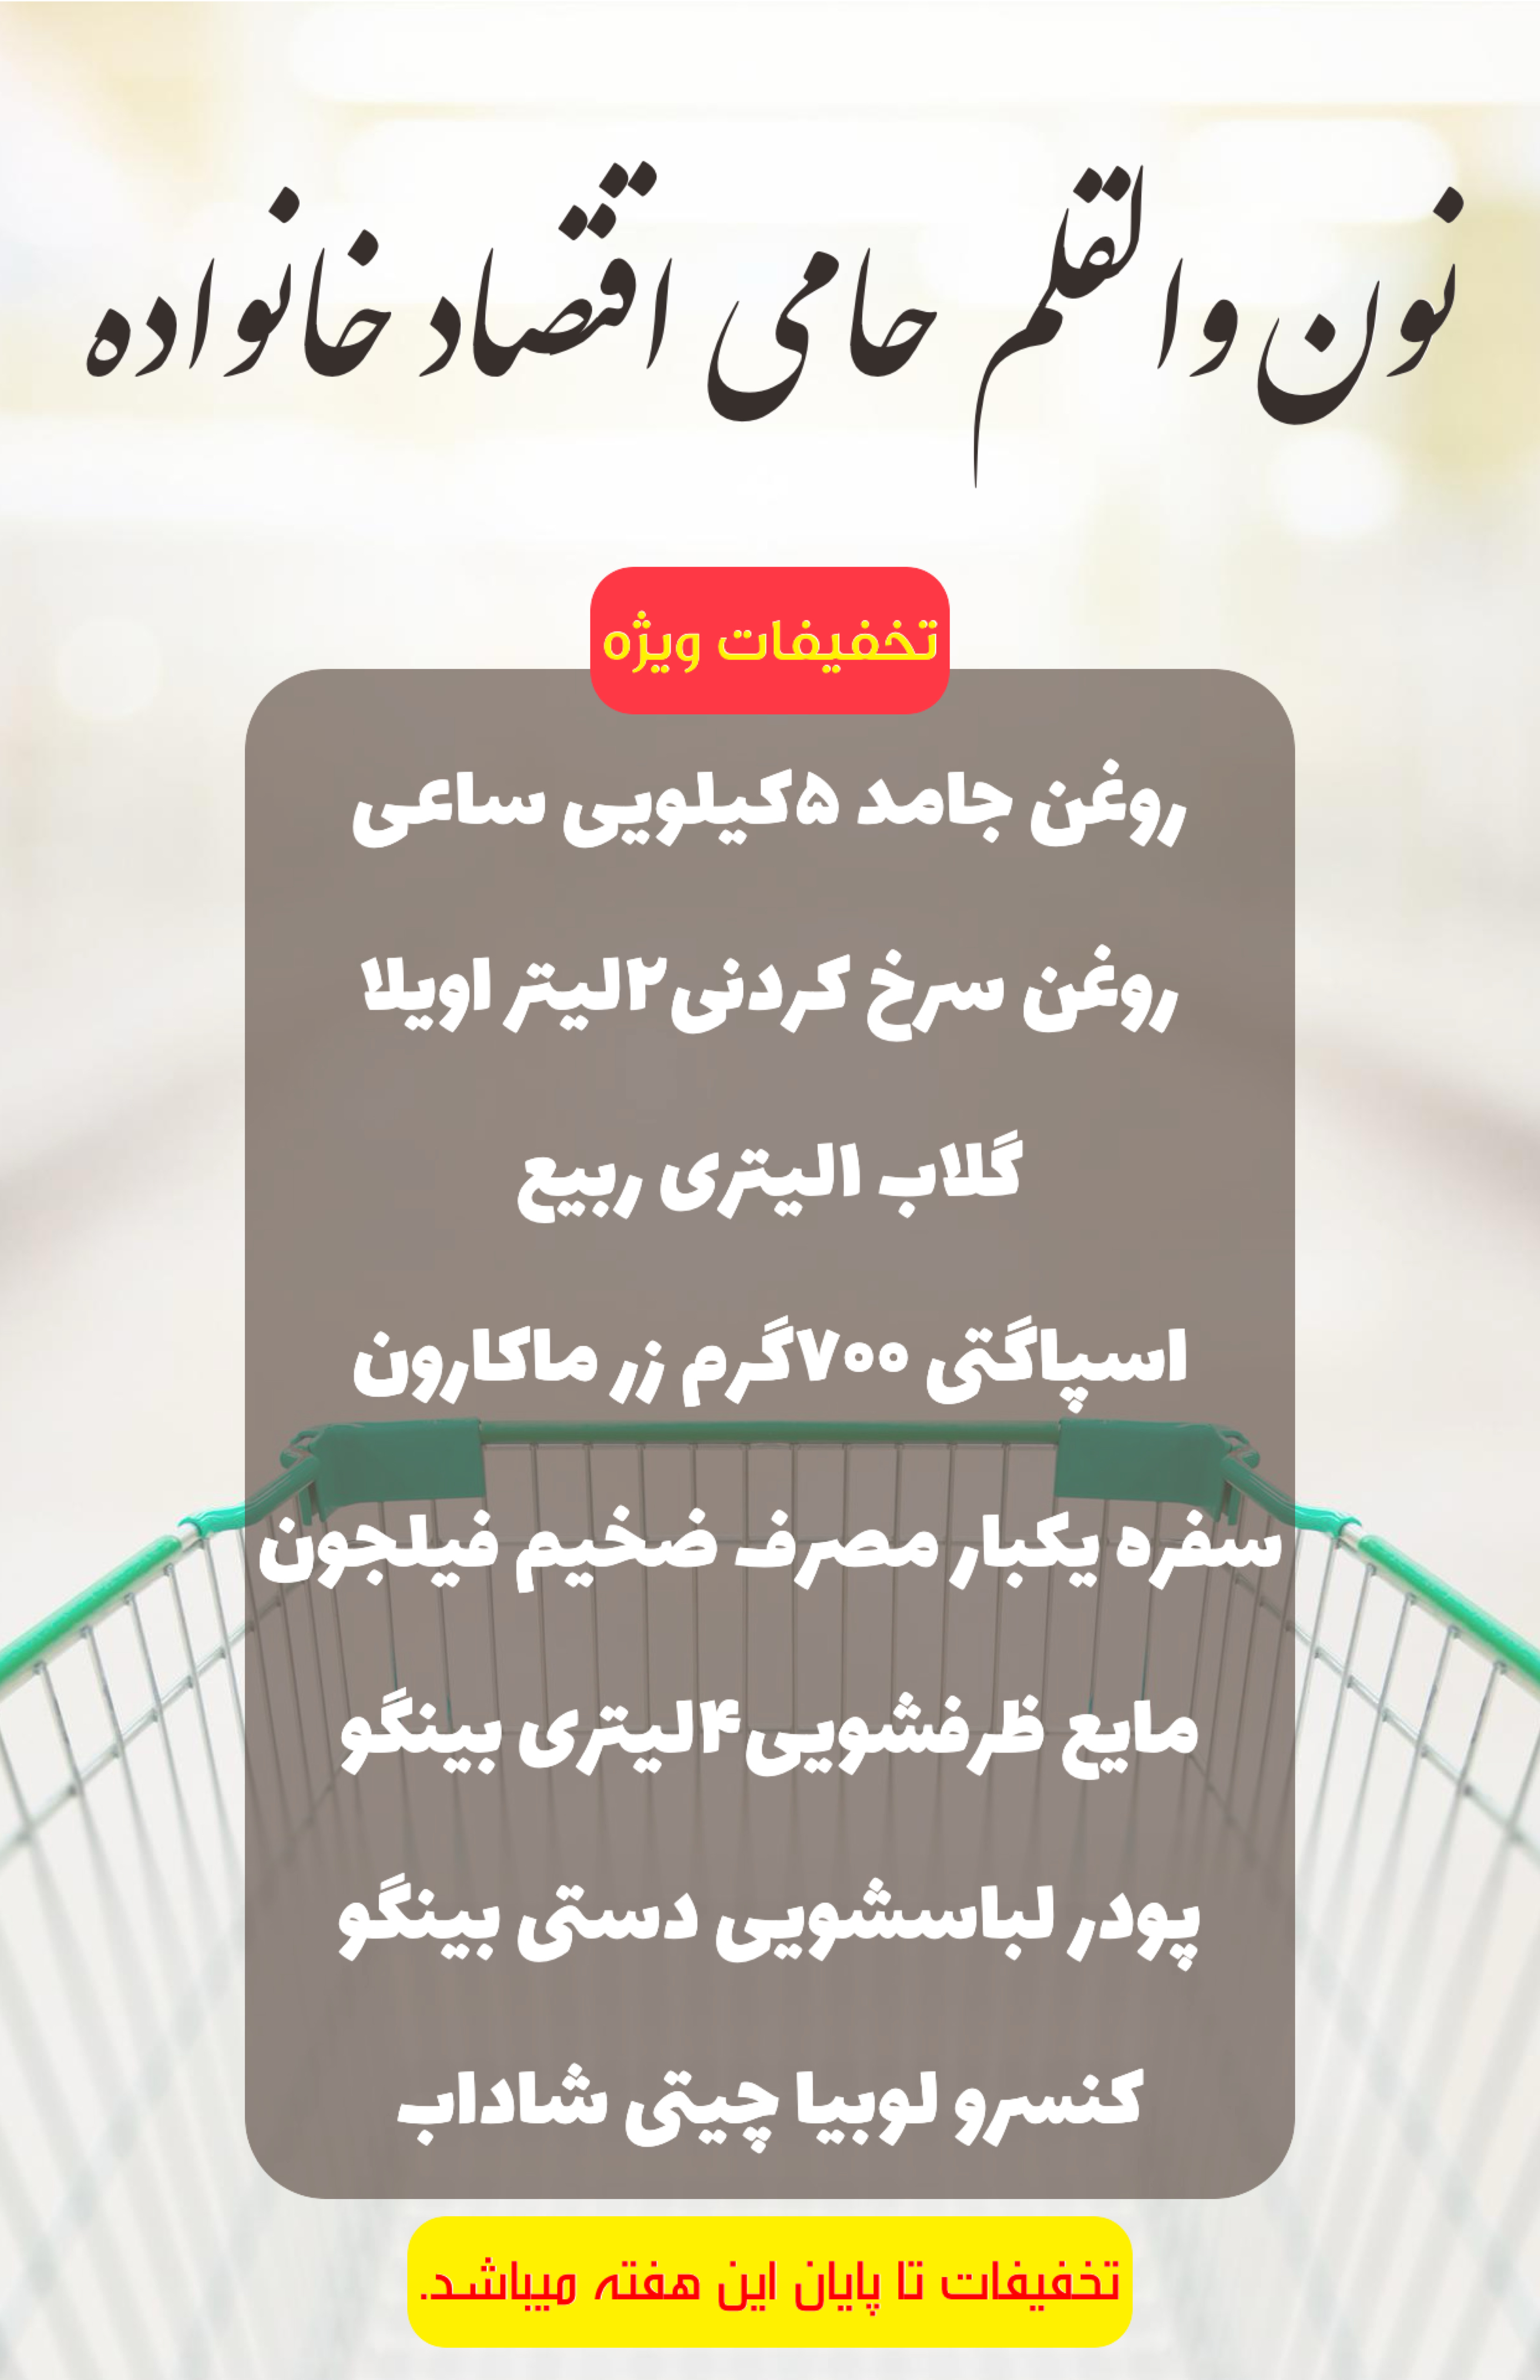 نون والقلم حامی اقتصاد خانواده
تخفیفات ویژه
روغن جامد ۵کیلویی ساعی
روغن سرخ کردنی۲لیتر اویلا
گلاب ۱لیتری ربیع
اسپاگتی ۷۰۰گرم زر ماکارون
سفره یکبار مصرف ضخیم فیلجون
مایع ظرفشویی۴لیتری بینگو
پودر لباسشویی دستی بینگو
کنسرو لوبیا چیتی شاداب
تخفیفات تا پایان این هفته میباشد.